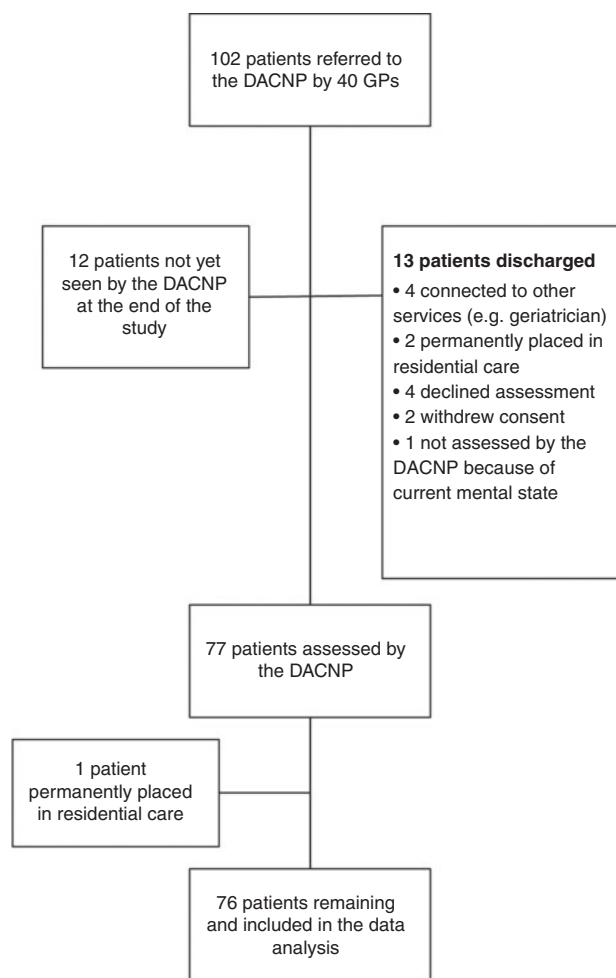 102 patients referred to
the DACNP by 40 GPs
12 patients not yet
seen by the DACNP
at the end of the
study
13 patients discharged
• 4 connected to other
services (e.g. geriatrician)
• 2 permanently placed in
residential care
• 4 declined assessment
• 2 withdrew consent
• 1 not assessed by the
DACNP because of
current mental state
77 patients assessed by
the DACNP
1 patient
permanently placed
in residential care
76 patients remaining
and included in the data
analysis